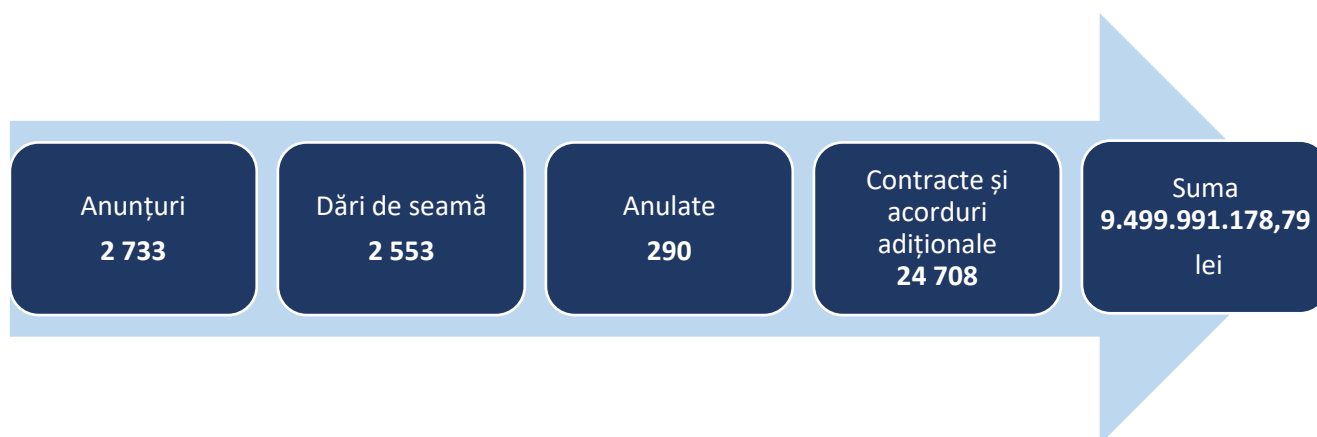 Anunțuri
2 733
Dări de seamă
2 553
Anulate
290
Contracte și
acorduri
adiționale
24 708
Suma
9.499.991.178,79
lei